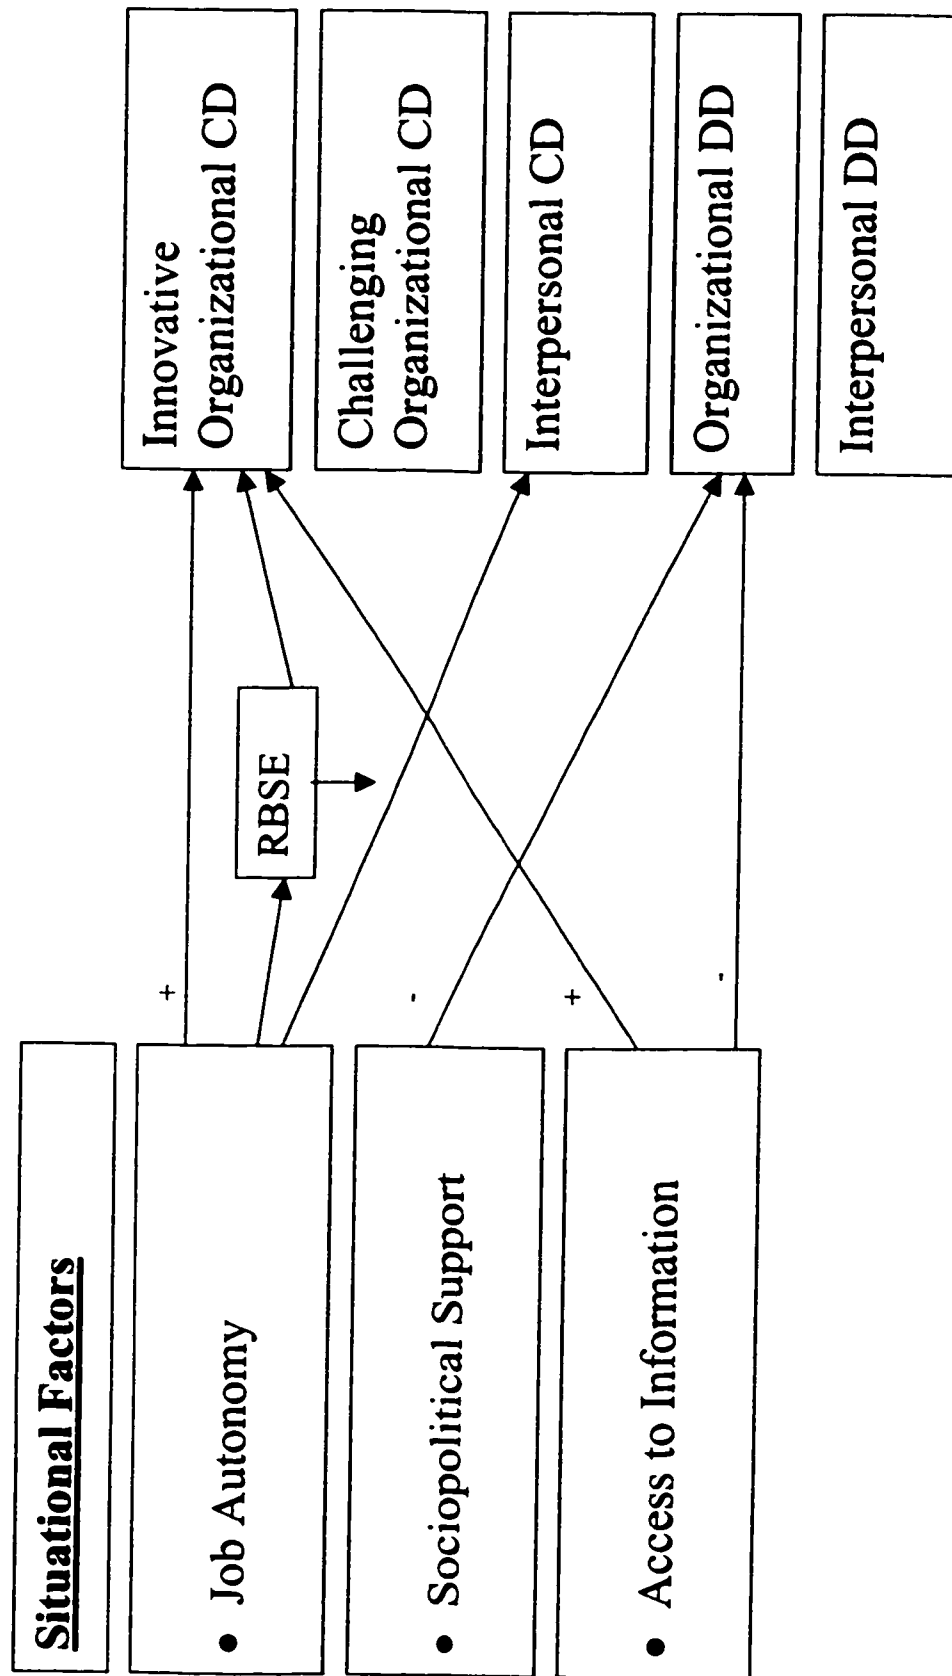 Situational Factors
• Job Autonomy
• Sociopolitical Support
• Access to Information
+
-
+
-
RBSE
Innovative
Organizational CD
Challenging
Organizational CD
Interpersonal CD
Organizational DD
Interpersonal DD